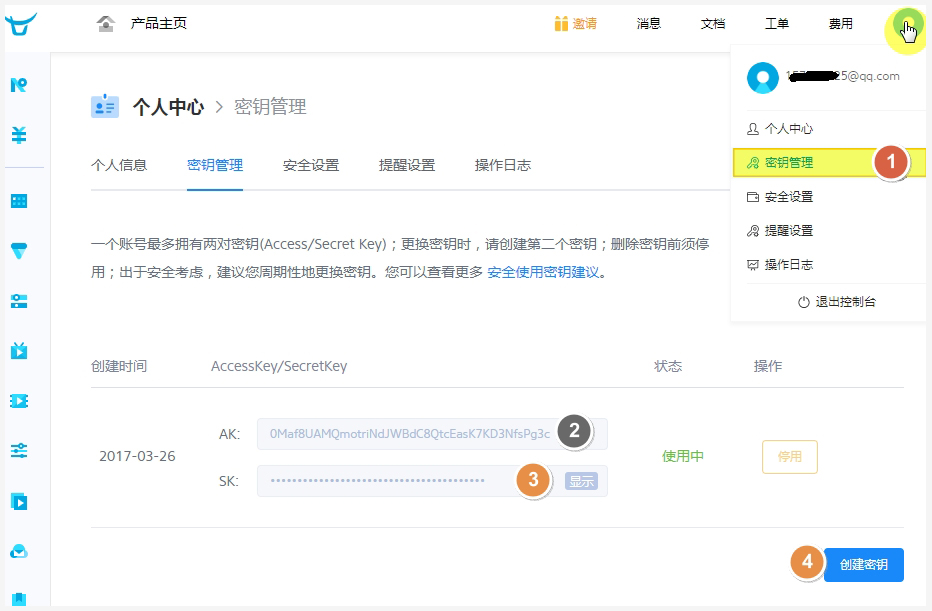 产品主页
邀请
消息
文档
工单
费用
25@qq.com
个人中心
密钥管理
1
安全设置
提醒设置
操作日志
退出控制台
个人中心 > 密钥管理
个人信息
密钥管理
安全设置
提醒设置
操作日志
一个账号最多拥有两对密钥(Access/Secret Key)；更换密钥时，请创建第二个密钥；删除密钥前须停
用；出于安全考虑，建议您周期性地更换密钥。您可以查看更多 安全使用密钥建议。
创建时间
AccessKey/SecretKey
状态
操作
2017-03-26
AK:
0Maf8UAMQmotriNdJWBdC8QtcEasK7KD3NfsPg3c
2
SK:
3
显示
使用中
停用
4
创建密钥